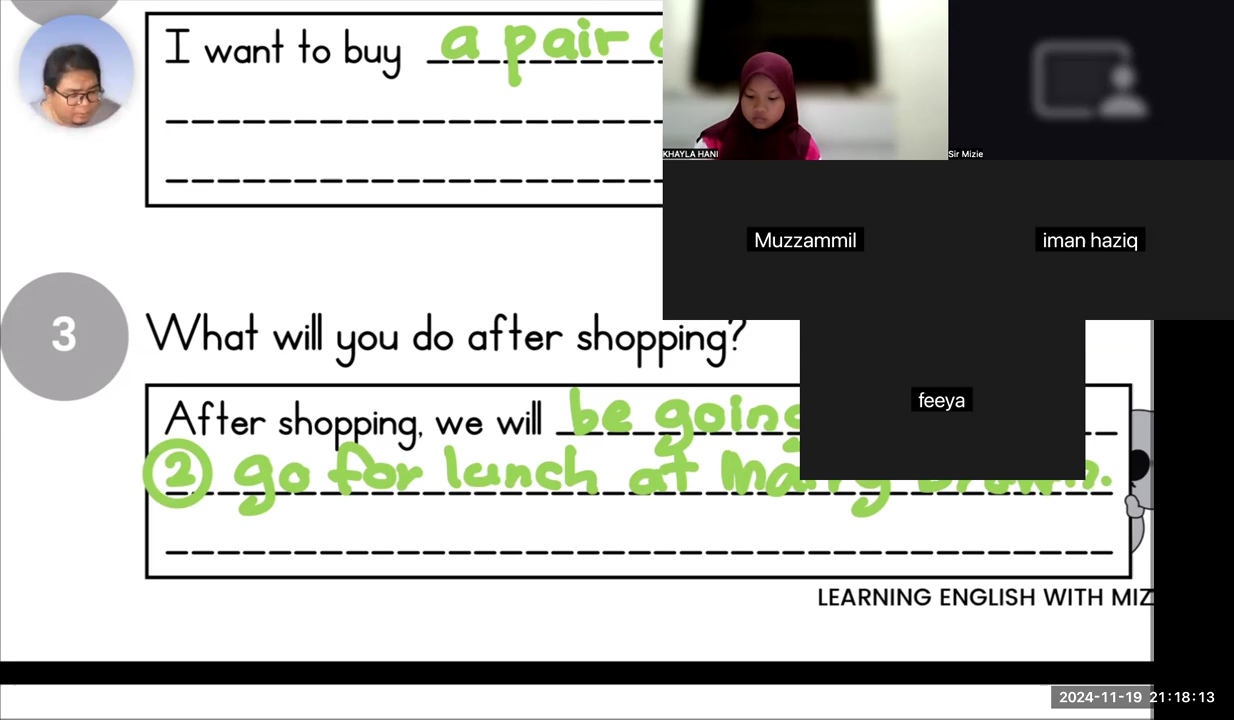 I want to buy a pair
KHAYLA HANI
Sir Mizie
Muzzammil
iman haziq
3
What will you do after shopping?
feeya
After shopping, we will be going
2 go for lunch at Marry Brown.
LEARNING ENGLISH WITH MIZ
2024-11-19 21:18:13